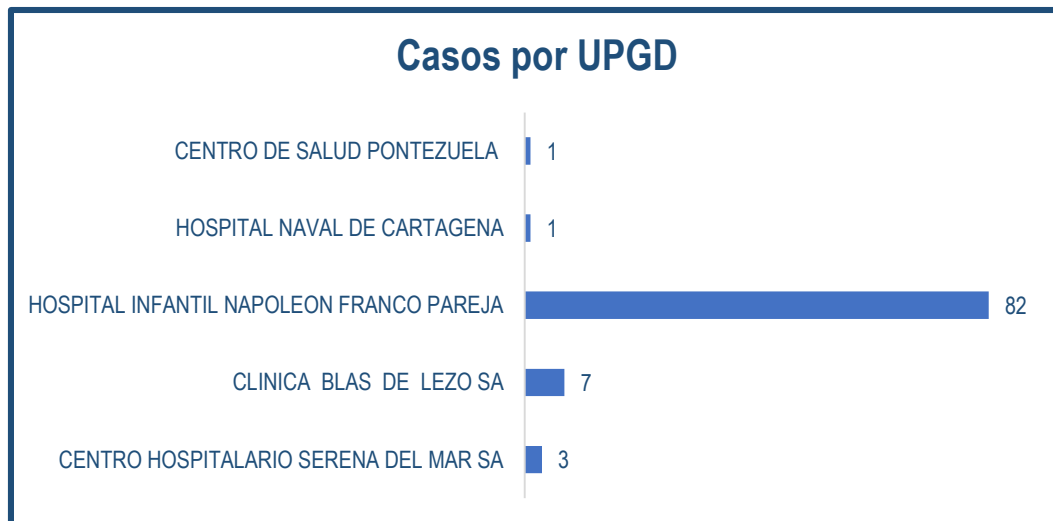 Casos por UPGD
CENTRO DE SALUD PONTEZUELA 1
HOSPITAL NAVAL DE CARTAGENA 1
HOSPITAL INFANTIL NAPOLEON FRANCO PAREJA 82
CLINICA BLAS DE LEZO SA 7
CENTRO HOSPITALARIO SERENA DEL MAR SA 3